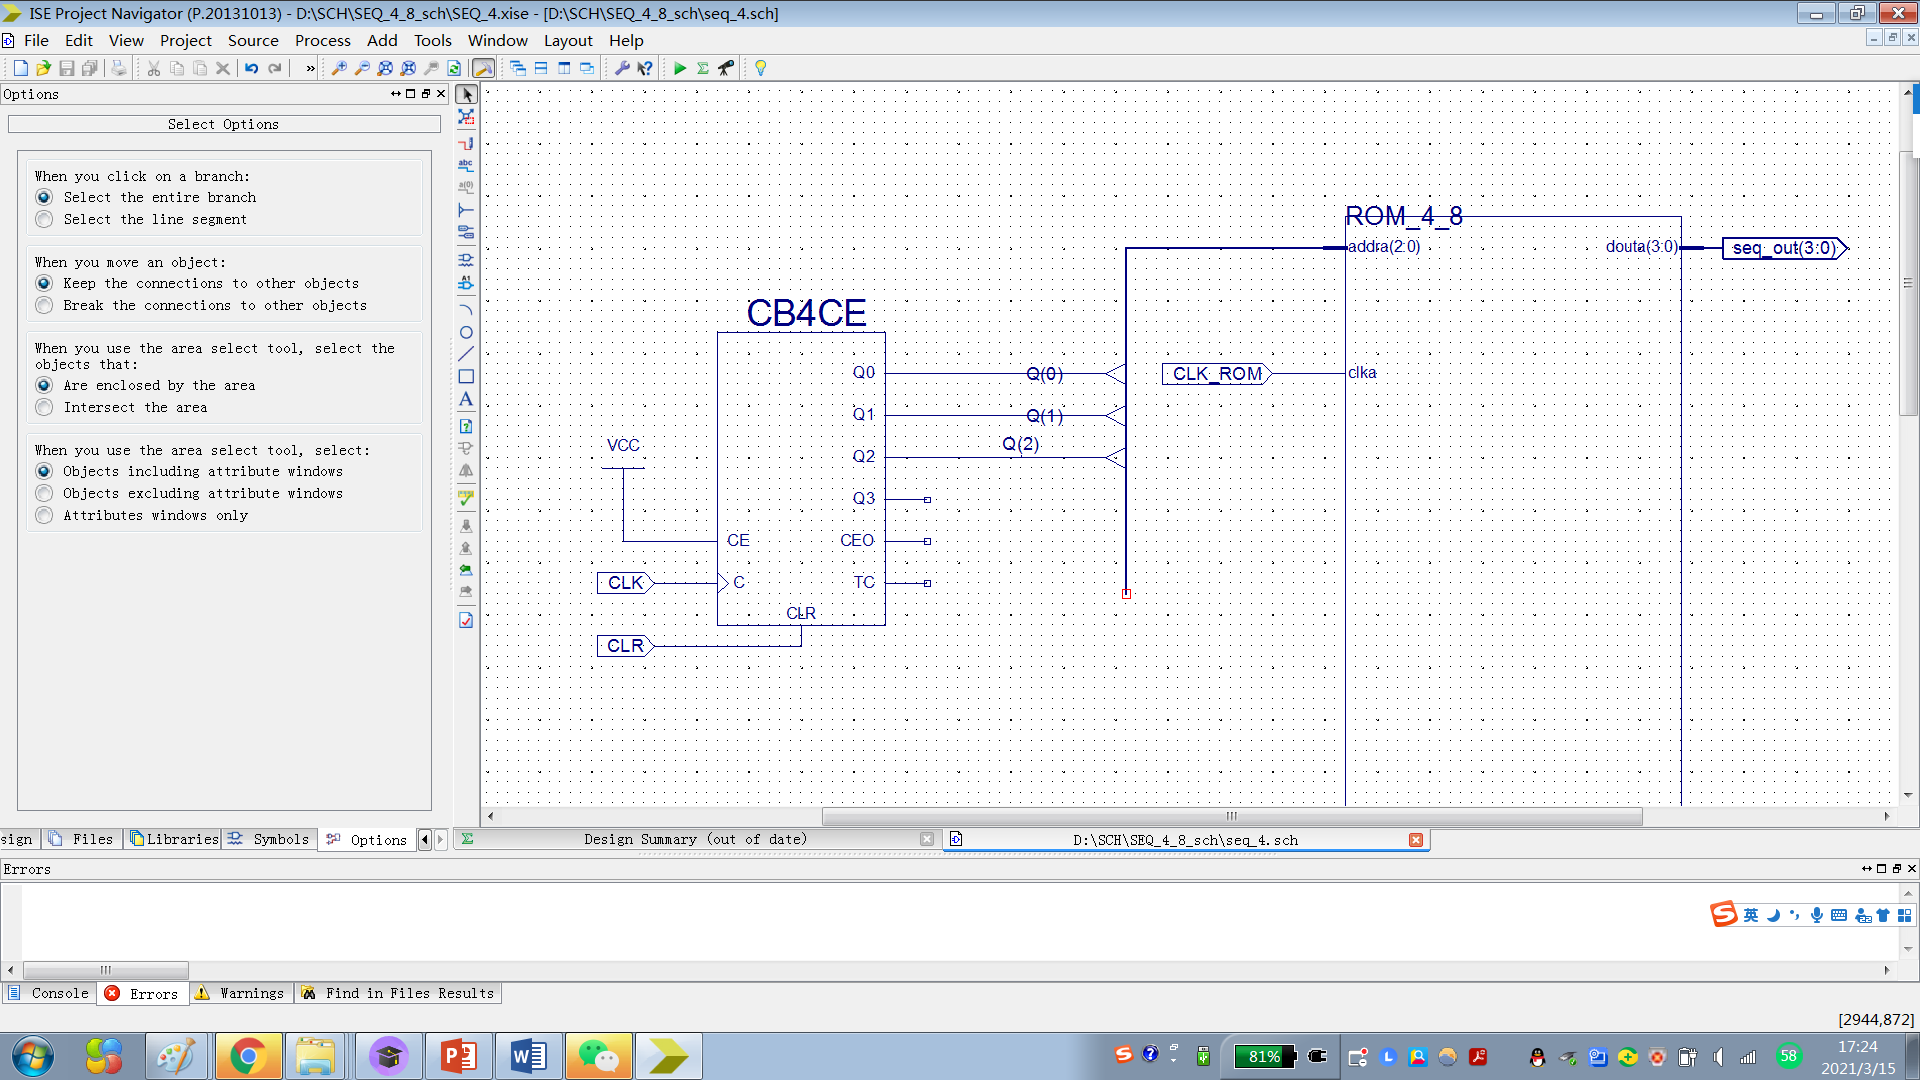 ISE Project Navigator (P.20131013) - D:\SCH\SEQ_4_8_sch\SEQ_4.xise - [D:\SCH\SEQ_4_8_sch\seq_4.sch]
File Edit View Project Source Process Add Tools Window Layout Help
Options
Select Options
When you click on a branch:
Select the entire branch
Select the line segment
When you move an object:
Keep the connections to other objects
Break the connections to other objects
When you use the area select tool, select the
objects that:
Are enclosed by the area
Intersect the area
When you use the area select tool, select:
Objects including attribute windows
Objects excluding attribute windows
Attributes windows only
abc
a(0)
A1
A
ROM_4_8
addra(2:0)
douta(3:0)
seq_out(3:0)
CLK_ROM
clka
CB4CE
Q0
Q(0)
Q1
Q(1)
Q(2)
Q2
VCC
Q3
CE
CEO
CLK
C
TC
CLR
CLR
sign Files Libraries Symbols Options
Design Summary (out of date)
D:\SCH\SEQ_4_8_sch\seq_4.sch
Errors
英
Console Errors Warnings Find in Files Results
[2944,872]
81%
58
17:24
2021/3/15